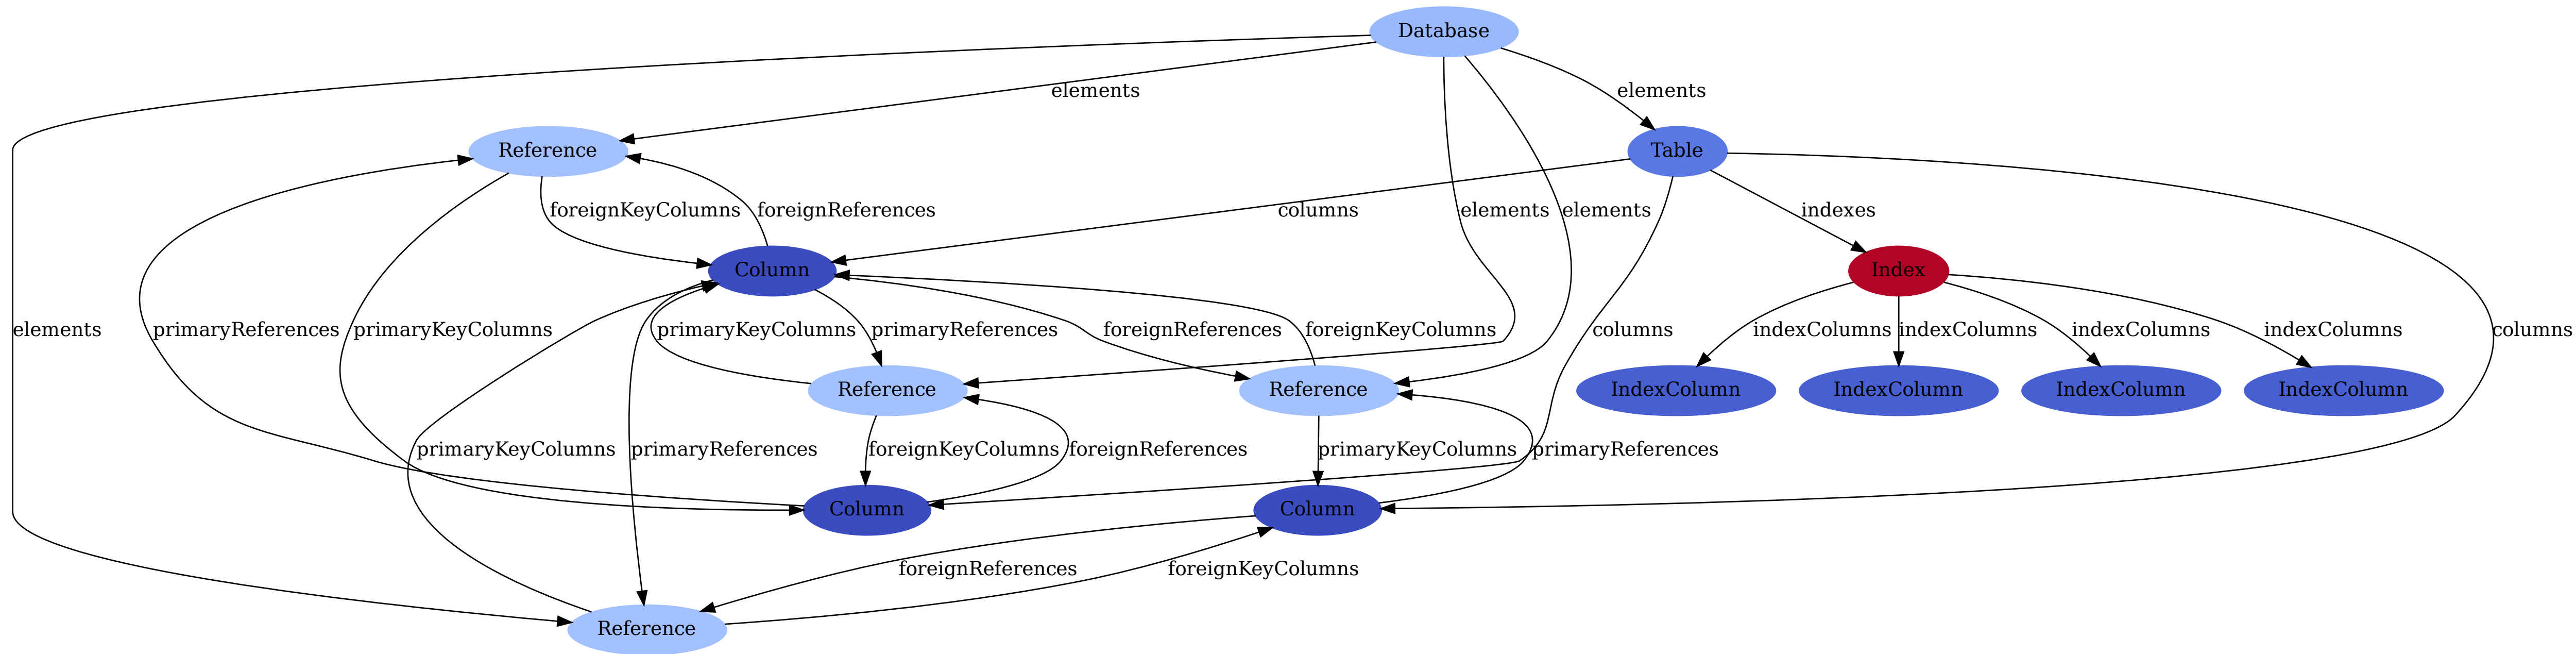 Database
elements
elements
Reference
Table
foreignKeyColumns
foreignReferences
columns
elements
elements
indexes
Column
Index
elements
primaryReferences
primaryKeyColumns
primaryKeyColumns
primaryReferences
foreignReferences
foreignKeyColumns
columns
indexColumns
indexColumns
indexColumns
indexColumns
columns
Reference
Reference
IndexColumn
IndexColumn
IndexColumn
IndexColumn
primaryKeyColumns
primaryReferences
foreignKeyColumns
foreignReferences
primaryKeyColumns
primaryReferences
Column
Column
foreignReferences
foreignKeyColumns
Reference